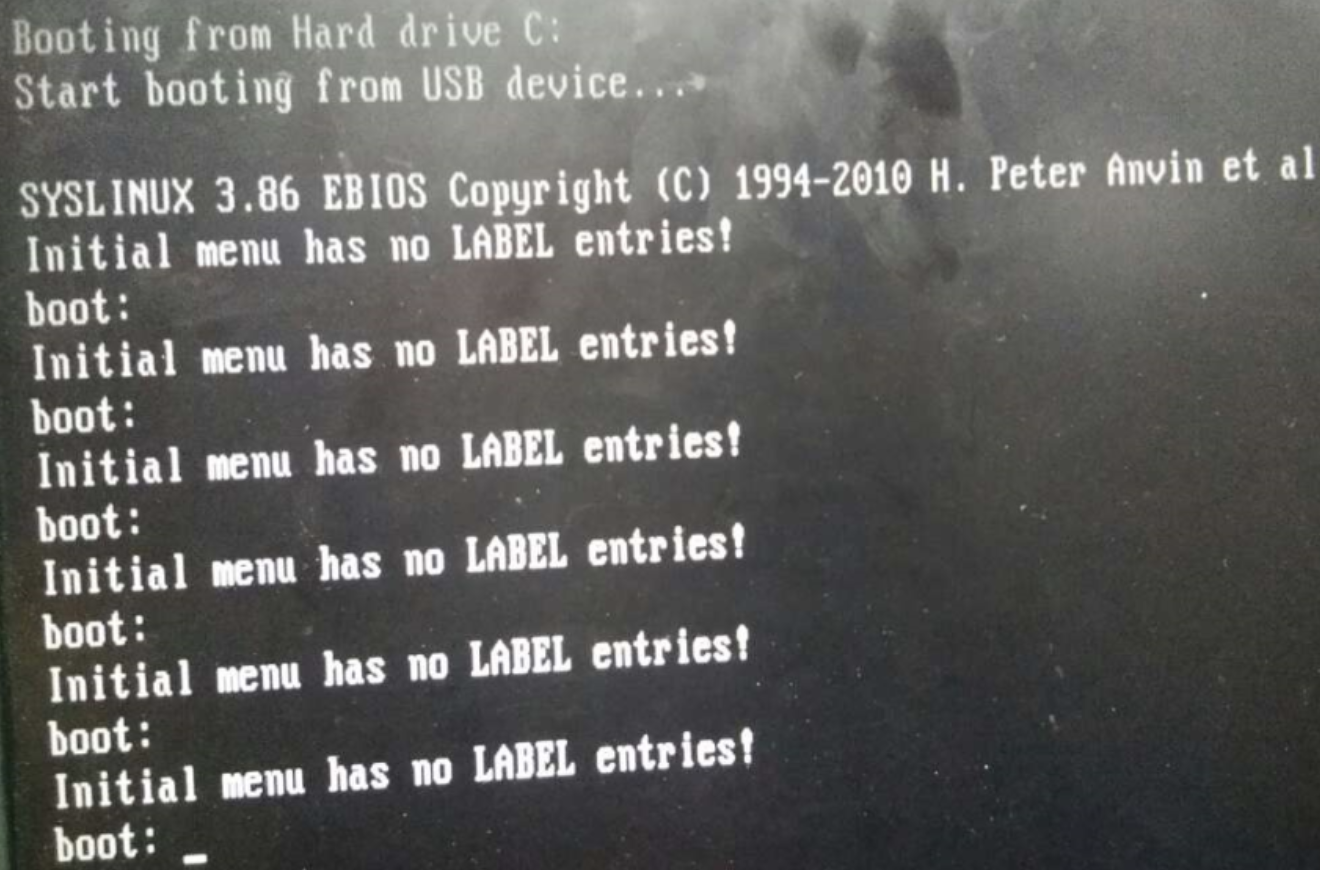 Booting from Hard drive C:
Start booting from USB device...
SYSLINUX 3.86 EBIOS Copyright (C) 1994-2010 H. Peter Anvin et al
Initial menu has no LABEL entries!
boot:
Initial menu has no LABEL entries!
boot:
Initial menu has no LABEL entries!
boot:
Initial menu has no LABEL entries!
boot:
Initial menu has no LABEL entries!
boot:
Initial menu has no LABEL entries!
boot: _